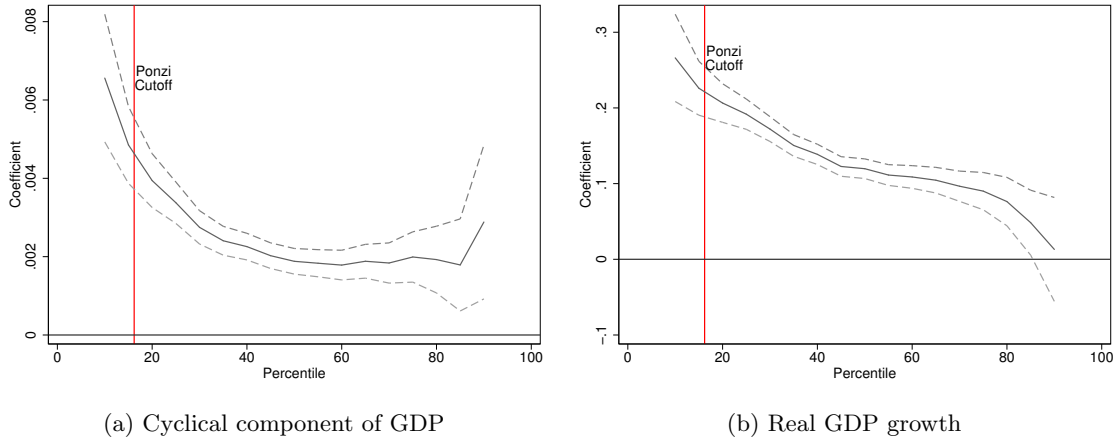 .008
.006
.004
.002
0
Coefficient
Ponzi
Cutoff
0 20 40 60 80 100
Percentile
(a) Cyclical component of GDP
.3
.2
.1
0
-.1
Coefficient
Ponzi
Cutoff
0 20 40 60 80 100
Percentile
(b) Real GDP growth